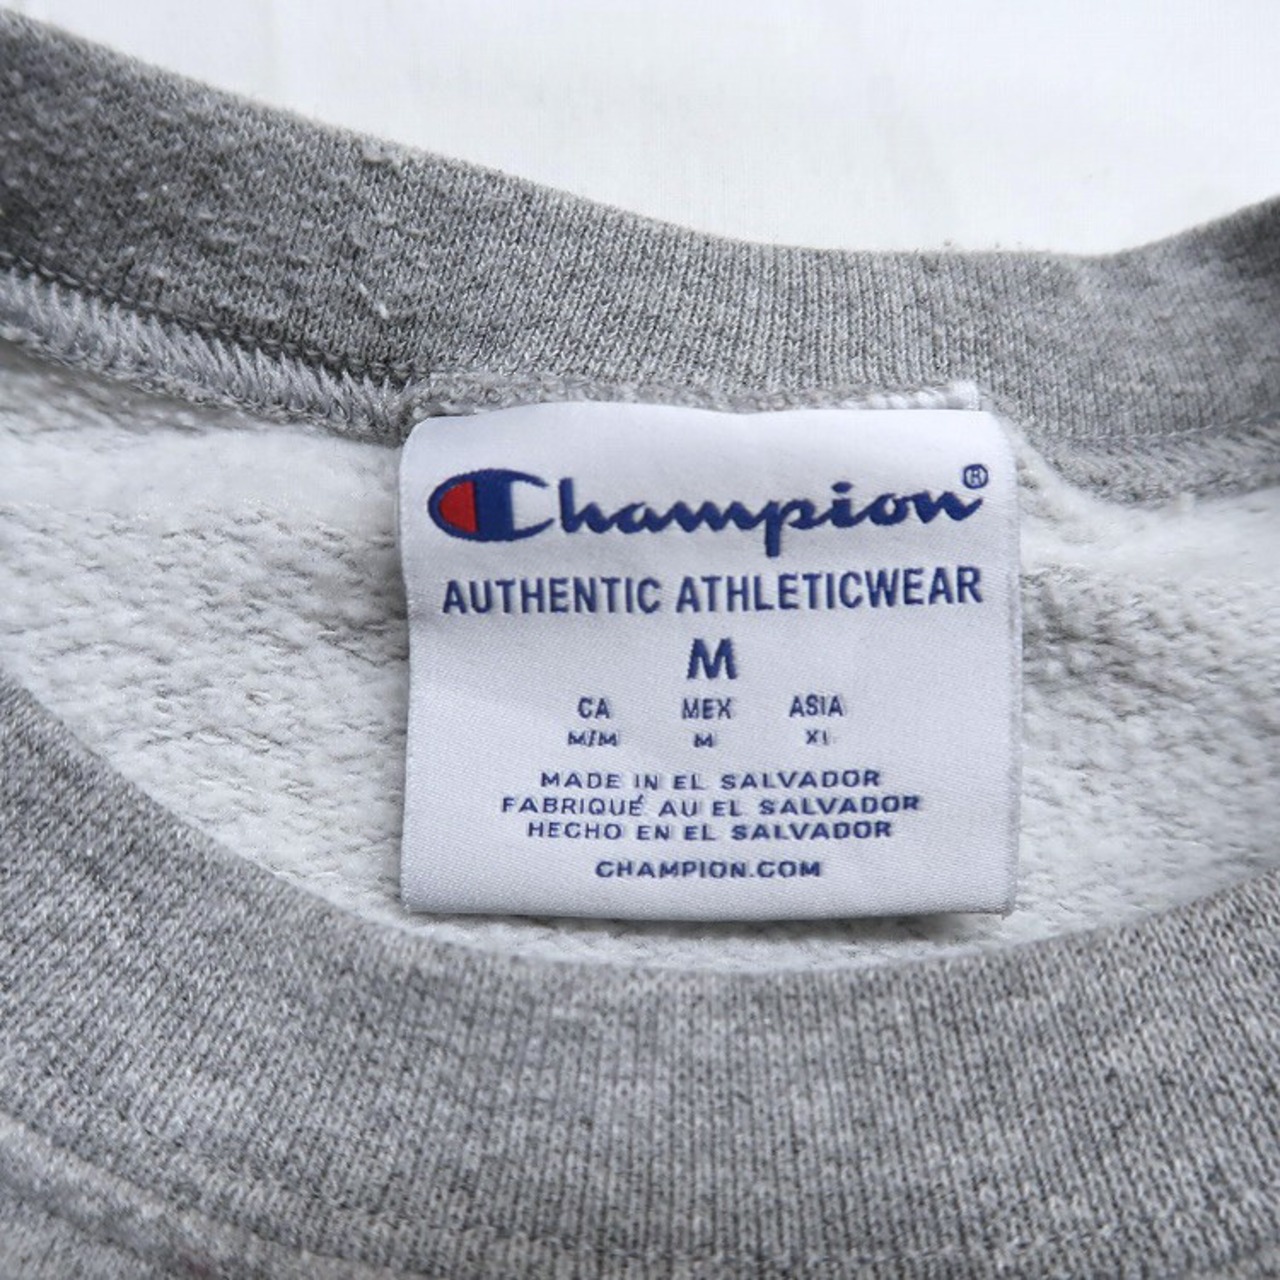 Champion®
AUTHENTIC ATHLETICWEAR
M
CA MEX ASIA
M/M M XL
MADE IN EL SALVADOR
FABRIQUÉ AU EL SALVADOR
HECHO EN EL SALVADOR
CHAMPION.COM